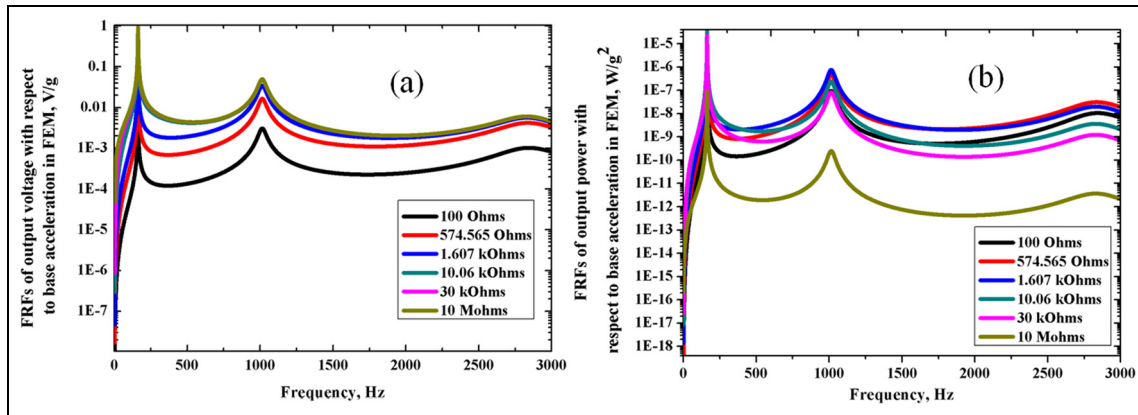 FRFs of output voltage with respect
to base acceleration in FEM, V/g
1
0.1
0.01
1E-3
1E-4
1E-5
1E-6
1E-7
(a)
100 Ohms
574.565 Ohms
1.607 kOhms
10.06 kOhms
30 kOhms
10 Mohms
0 500 1000 1500 2000 2500 3000
Frequency, Hz
FRFs of output power with
respect to base acceleration in FEM, W/g²
1E-5
1E-6
1E-7
1E-8
1E-9
1E-10
1E-11
1E-12
1E-13
1E-14
1E-15
1E-16
1E-17
1E-18
(b)
100 Ohms
574.565 Ohms
1.607 kOhms
10.06 kOhms
30 kOhms
10 Mohms
0 500 1000 1500 2000 2500 3000
Frequency, Hz